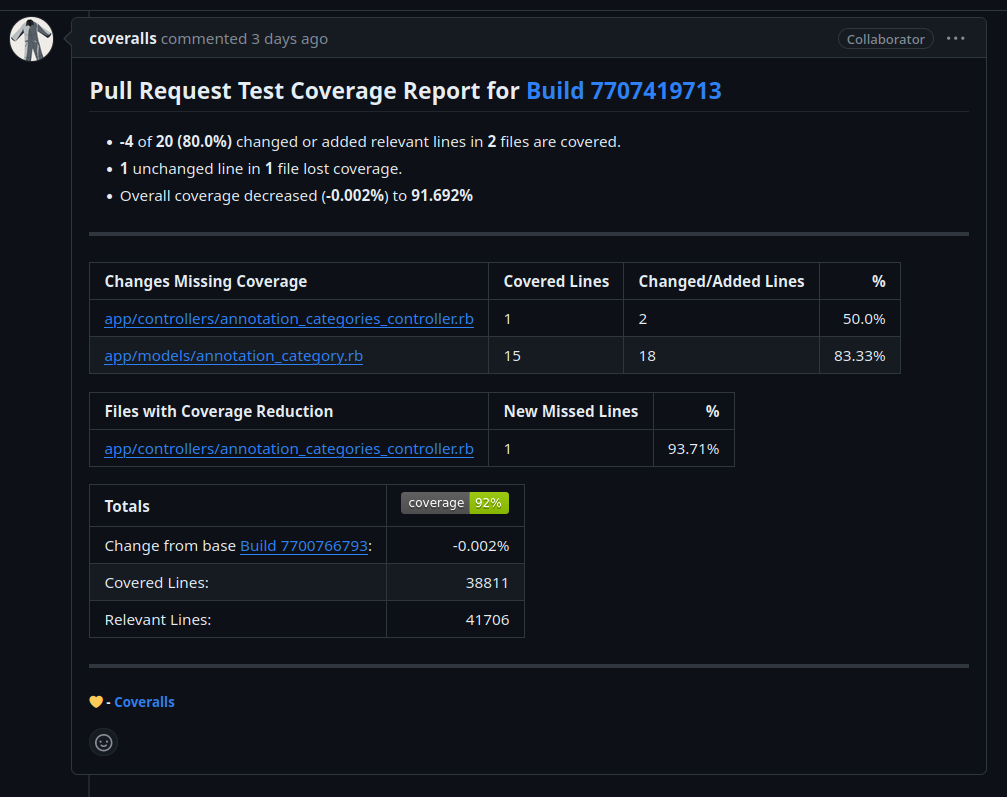 coveralls commented 3 days ago
Collaborator ...
Pull Request Test Coverage Report for Build 7707419713
• -4 of 20 (80.0%) changed or added relevant lines in 2 files are covered.
• 1 unchanged line in 1 file lost coverage.
• Overall coverage decreased (-0.002%) to 91.692%
Changes Missing Coverage Covered Lines Changed/Added Lines %
app/controllers/annotation_categories_controller.rb 1 2 50.0%
app/models/annotation_category.rb 15 18 83.33%
Files with Coverage Reduction New Missed Lines %
app/controllers/annotation_categories_controller.rb 1 93.71%
Totals coverage 92%
Change from base Build 7700766793: -0.002%
Covered Lines: 38811
Relevant Lines: 41706
💛 - Coveralls